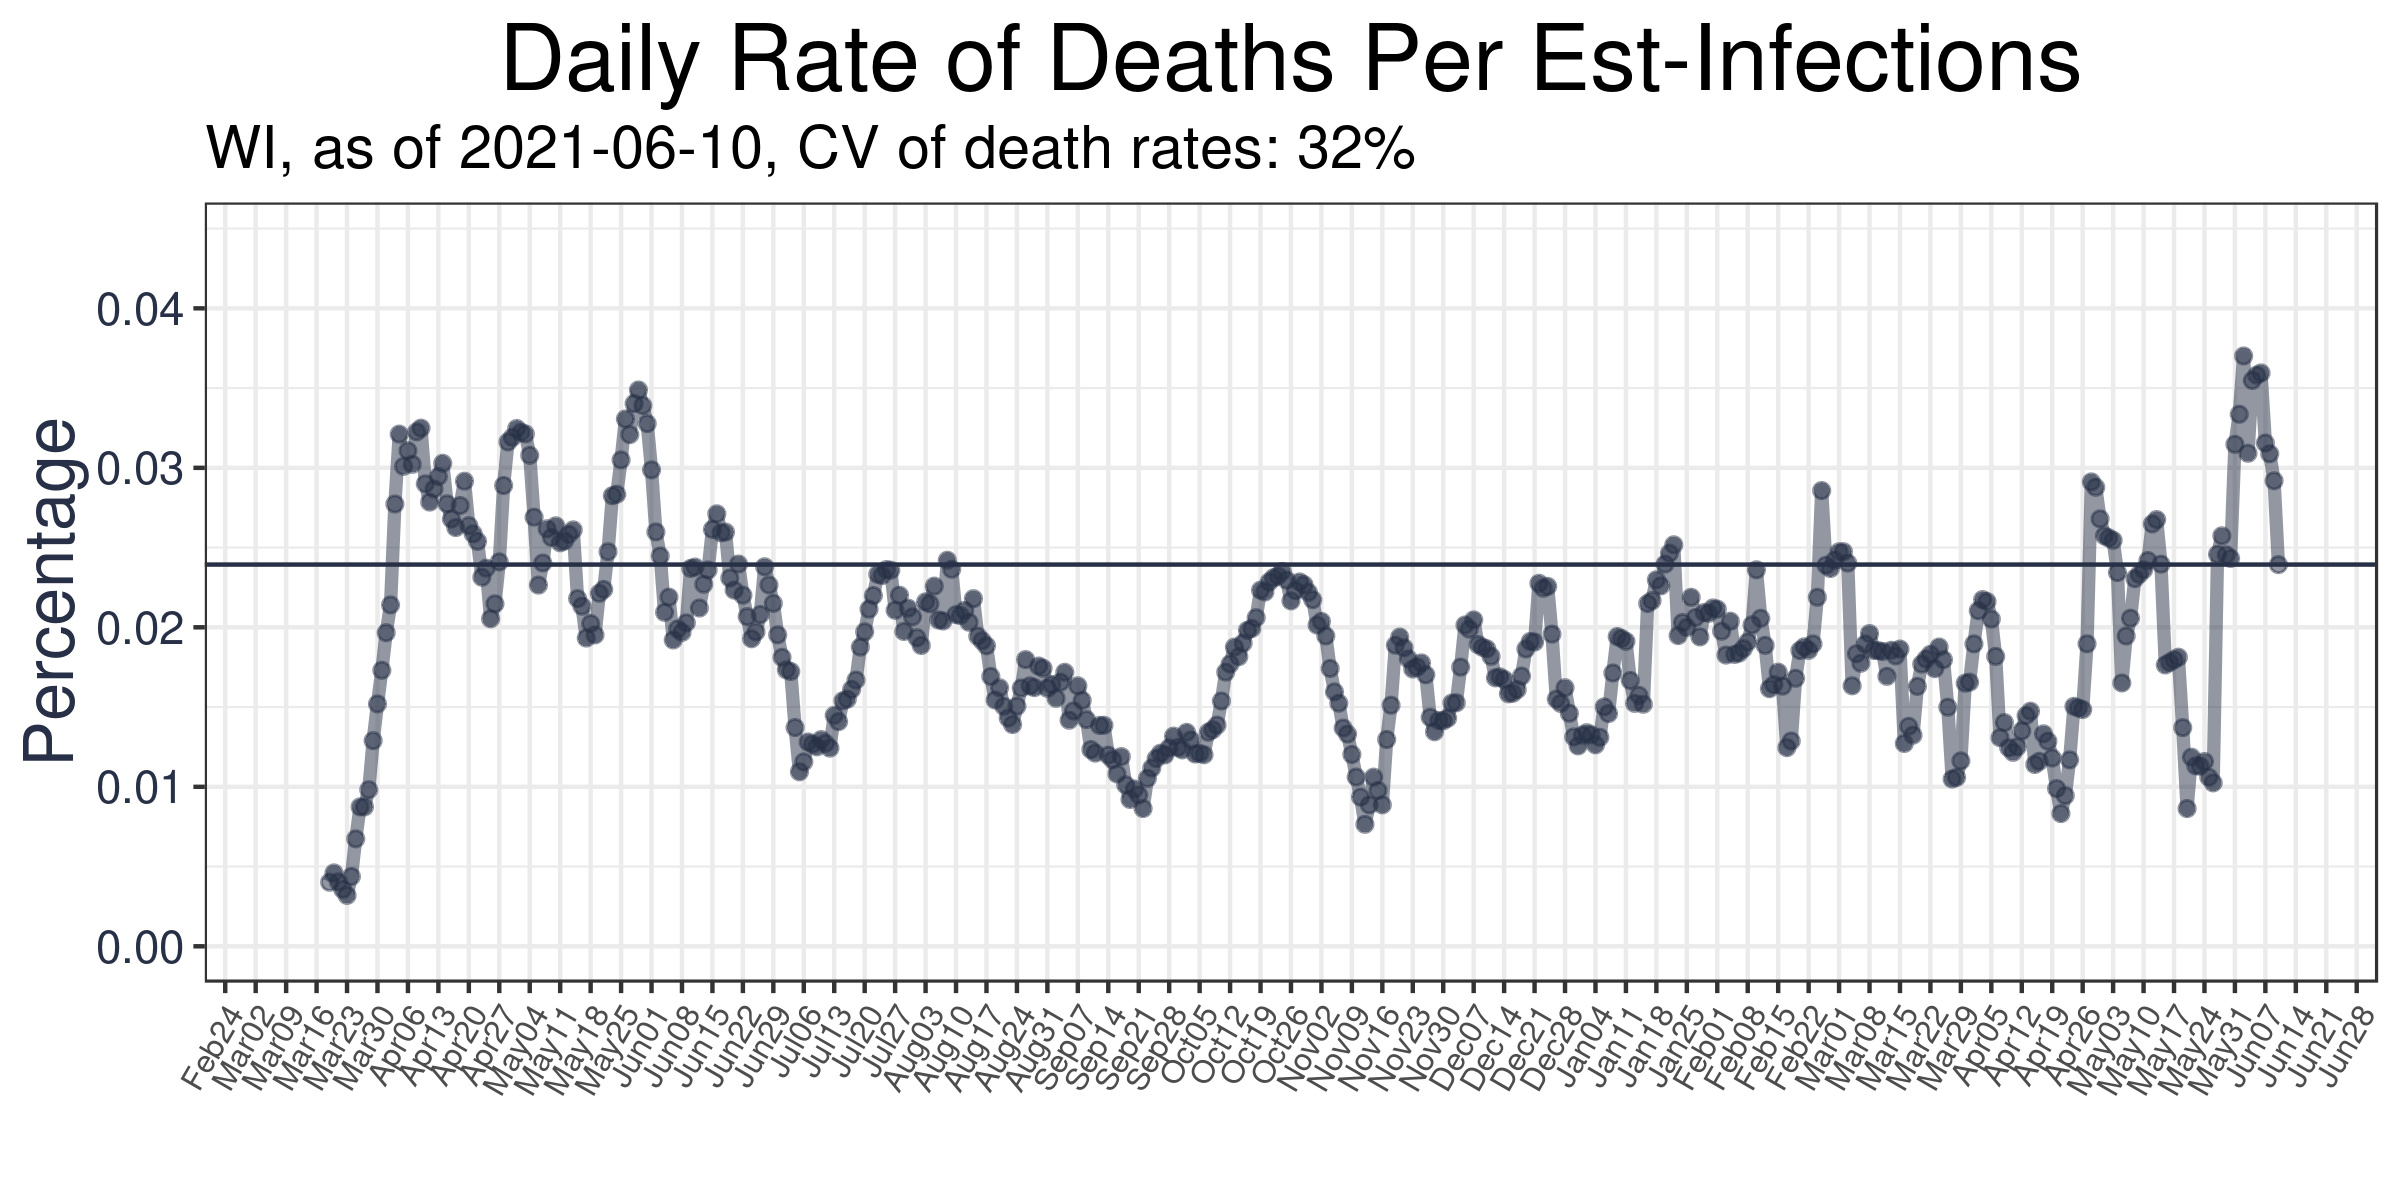 Daily Rate of Deaths Per Est-Infections
WI, as of 2021-06-10, CV of death rates: 32%
Percentage
0.04
0.03
0.02
0.01
0.00
Feb24
Mar02
Mar09
Mar16
Mar23
Mar30
Apr06
Apr13
Apr20
Apr27
May04
May11
May18
May25
Jun01
Jun08
Jun15
Jun22
Jun29
Jul06
Jul13
Jul20
Jul27
Aug03
Aug10
Aug17
Aug24
Aug31
Sep07
Sep14
Sep21
Sep28
Oct05
Oct12
Oct19
Oct26
Nov02
Nov09
Nov16
Nov23
Nov30
Dec07
Dec14
Dec21
Dec28
Jan04
Jan11
Jan18
Jan25
Feb01
Feb08
Feb15
Feb22
Mar01
Mar08
Mar15
Mar22
Mar29
Apr05
Apr12
Apr19
Apr26
May03
May10
May17
May24
May31
Jun07
Jun14
Jun21
Jun28